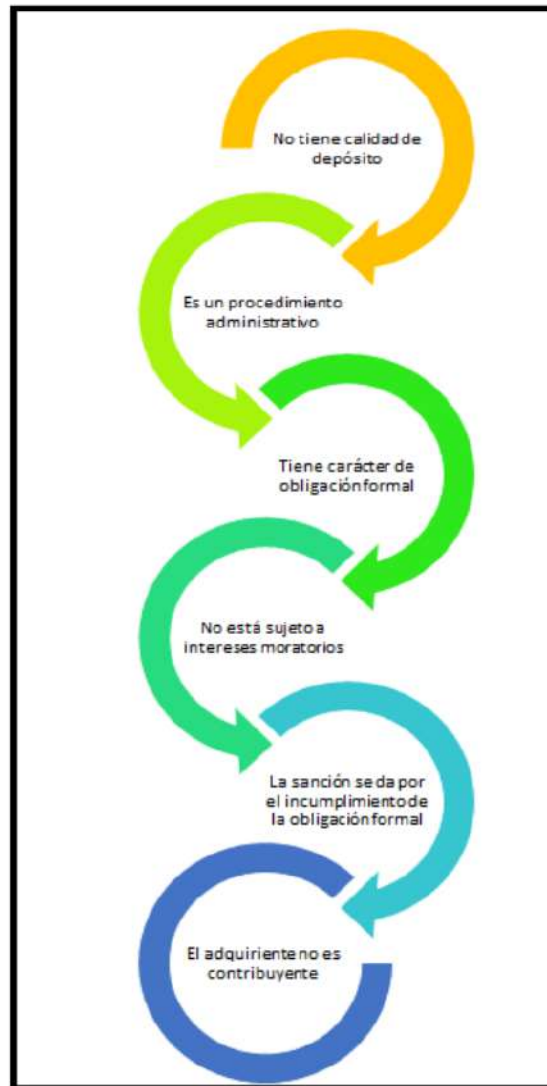 No tiene calidad de
depósito
Es un procedimiento
administrativo
Tiene carácter de
obligación formal
No está sujeto a
intereses moratorios
La sanción se da por
el incumplimiento de
la obligación formal
El adquiriente no es
contribuyente